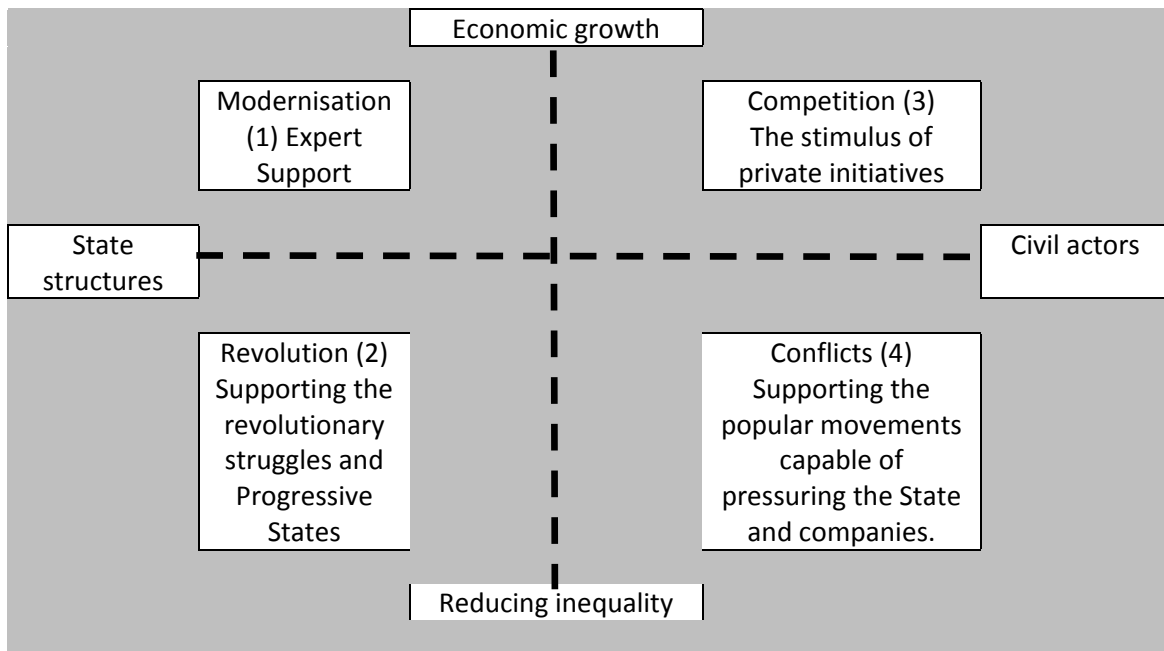 Economic growth
Modernisation
(1) Expert
Support
Competition (3)
The stimulus of
private initiatives
State
structures
Civil actors
Revolution (2)
Supporting the
revolutionary
struggles and
Progressive
States
Conflicts (4)
Supporting the
popular movements
capable of
pressuring the State
and companies.
Reducing inequality